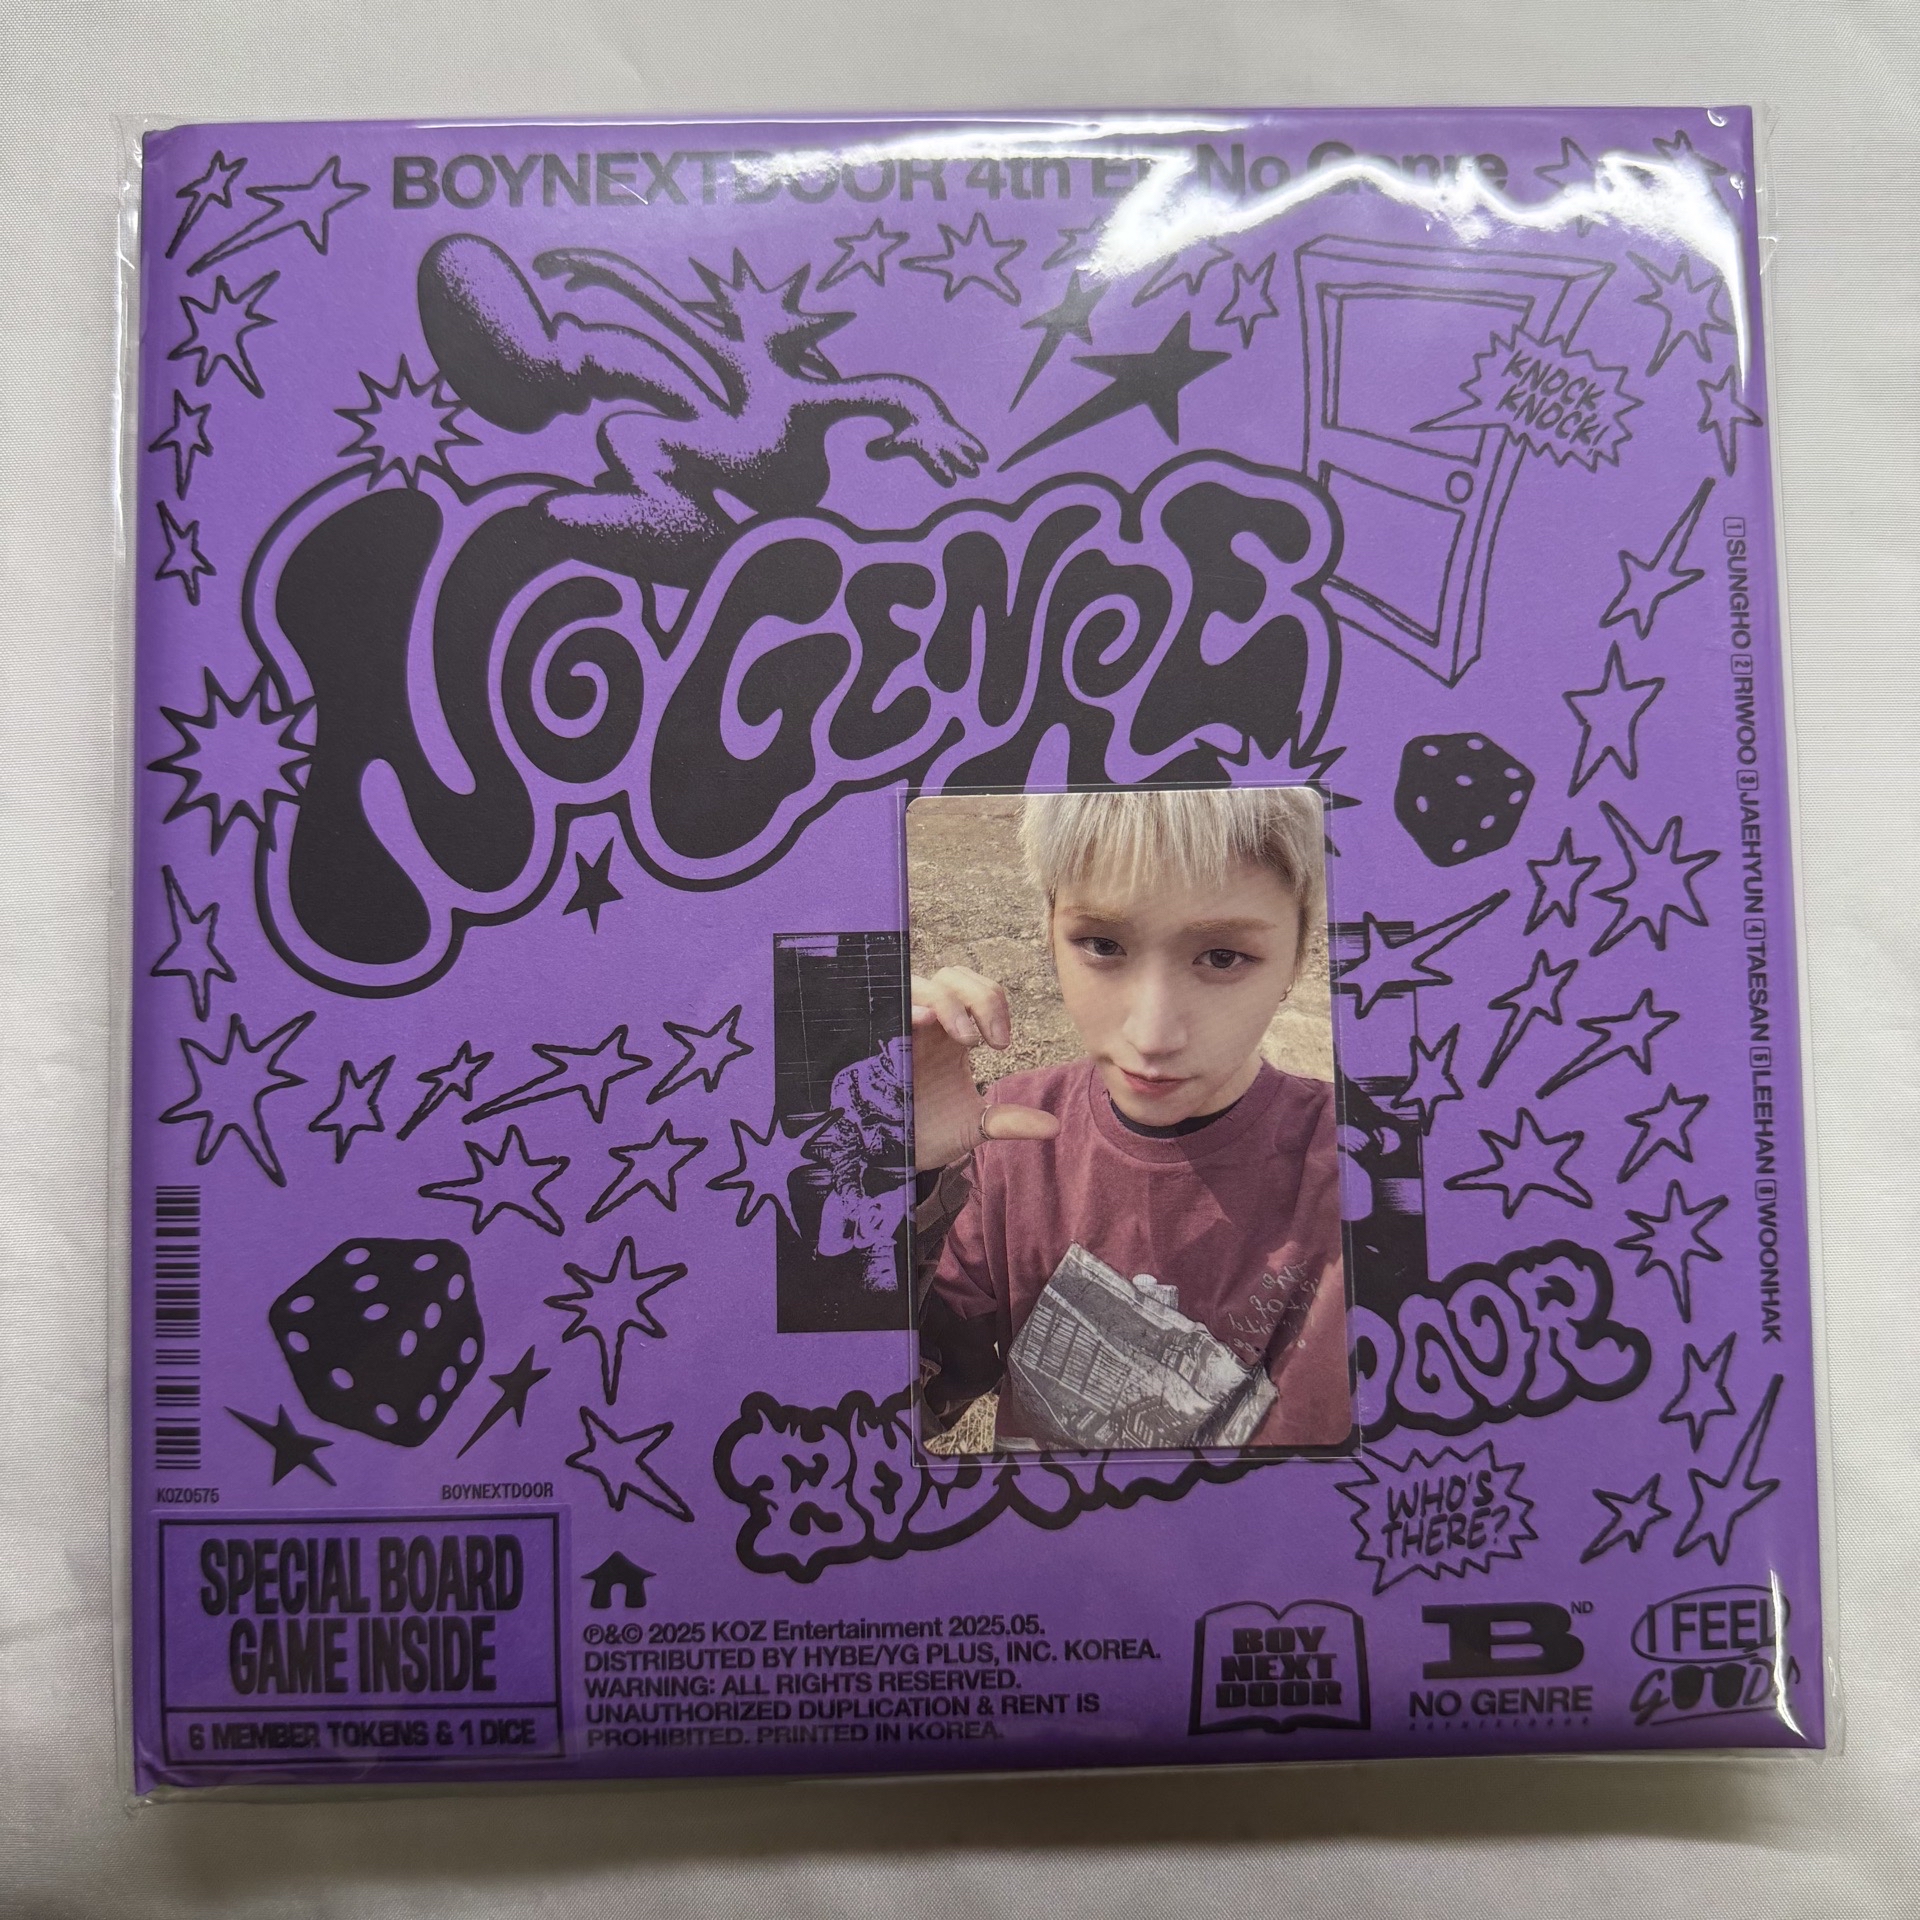 BOYNEXTDOOR 4th EP No Genre
KNOCK
KNOCK!
NO GENRE
1 SUNGHO 2 RIWOO 3 JAEHYUN 4 TAESAN 5 LEEHAN 6 WOONHAK
WHO'S
THERE?
KOZ0575
BOYNEXTDOOR
SPECIAL BOARD
GAME INSIDE
6 MEMBER TOKENS & 1 DICE
℗&© 2025 KOZ Entertainment 2025.05.
DISTRIBUTED BY HYBE/YG PLUS, INC. KOREA.
WARNING: ALL RIGHTS RESERVED.
UNAUTHORIZED DUPLICATION & RENT IS
PROHIBITED. PRINTED IN KOREA.
BOY
NEXT
DOOR
B ND
NO GENRE
I FEEL
GOOD